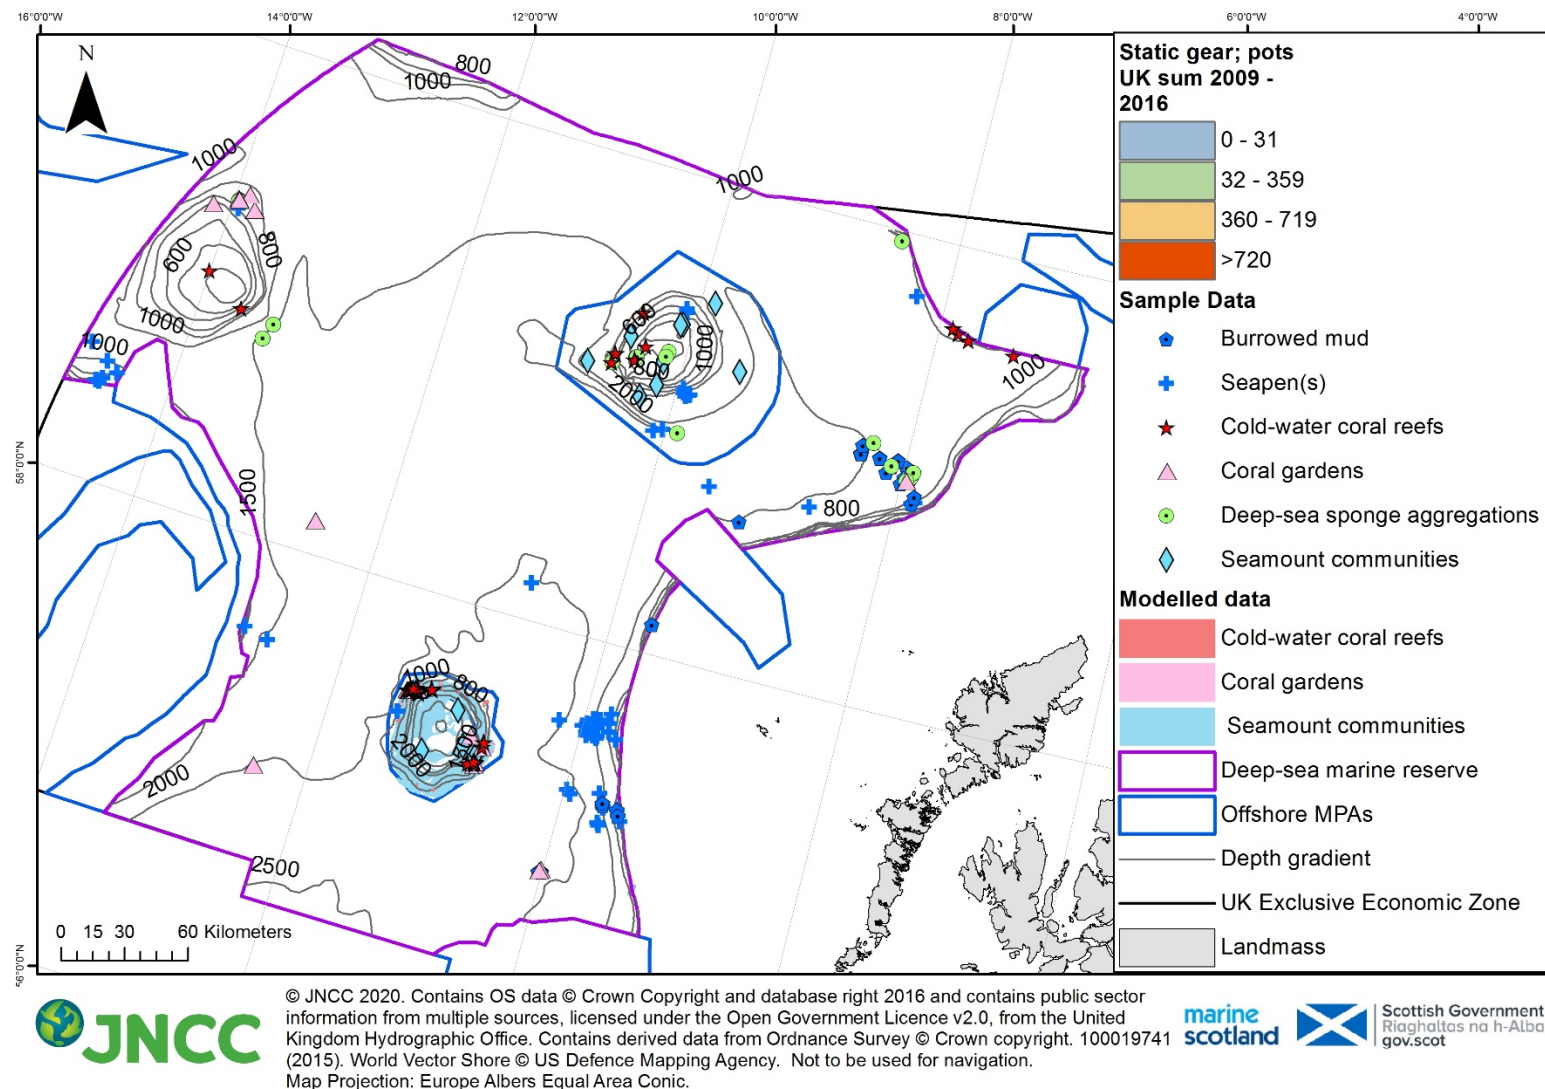 16°0'0"W
14°0'0"W
12°0'0"W
10°0'0"W
8°0'0"W
6°0'0"W
4°0'0"W
N
800
1000
1000
1000
600
800
1000
1000
600
1000
800
2000
1000
58°0'0"N
1500
800
1000
800
2000
2000
2500
0 15 30 60 Kilometers
56°0'0"N
Static gear; pots
UK sum 2009 -
2016
0 - 31
32 - 359
360 - 719
>720
Sample Data
Burrowed mud
Seapen(s)
Cold-water coral reefs
Coral gardens
Deep-sea sponge aggregations
Seamount communities
Modelled data
Cold-water coral reefs
Coral gardens
Seamount communities
Deep-sea marine reserve
Offshore MPAs
Depth gradient
UK Exclusive Economic Zone
Landmass
JNCC
© JNCC 2020. Contains OS data © Crown Copyright and database right 2016 and contains public sector
information from multiple sources, licensed under the Open Government Licence v2.0, from the United
Kingdom Hydrographic Office. Contains derived data from Ordnance Survey © Crown copyright. 100019741
(2015). World Vector Shore © US Defence Mapping Agency. Not to be used for navigation.
Map Projection: Europe Albers Equal Area Conic.
marine
scotland
Scottish Government
Riaghaltas na h-Alba
gov.scot